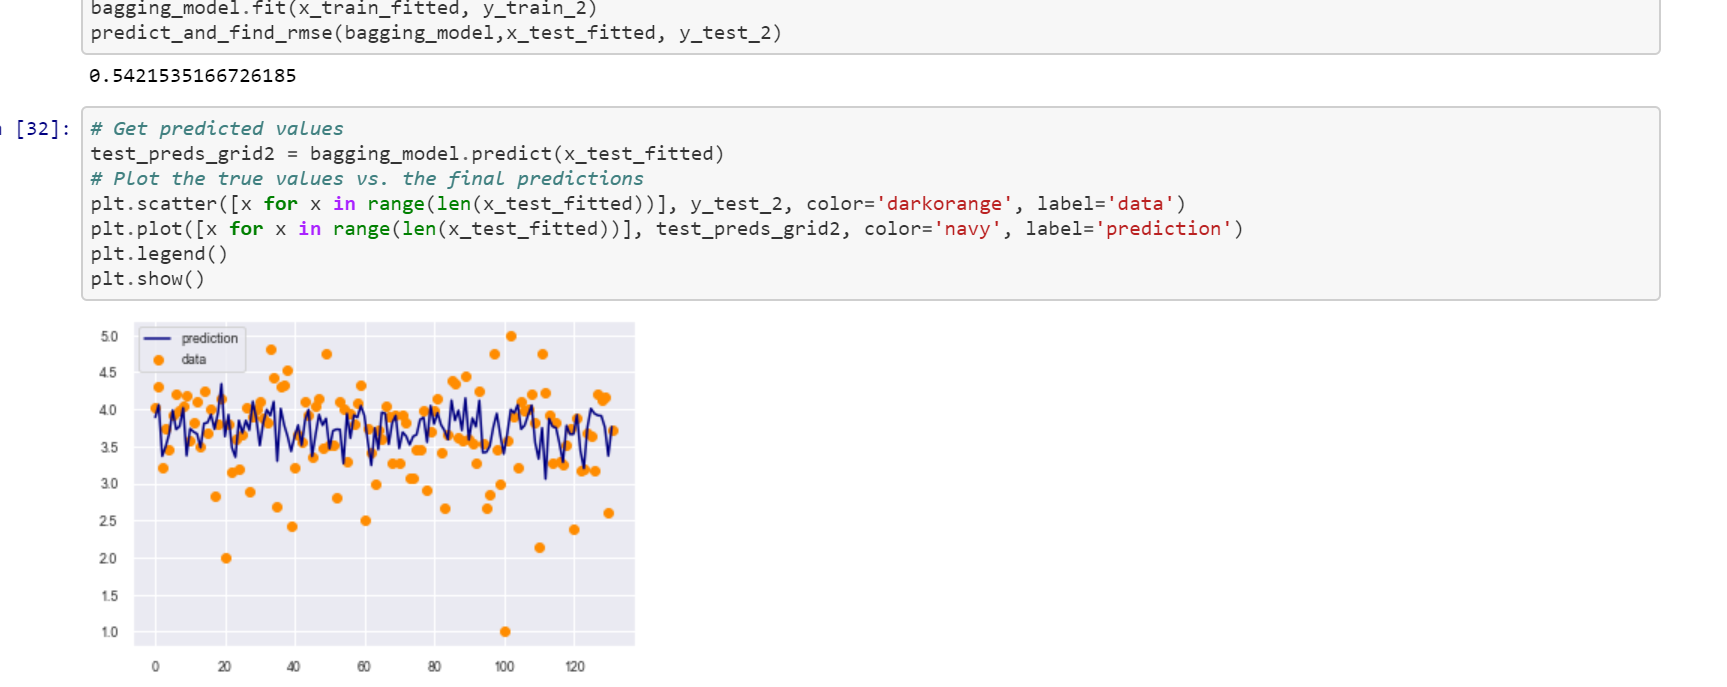 bagging_model.fit(x_train_fitted, y_train_2)
predict_and_find_rmse(bagging_model,x_test_fitted, y_test_2)
0.5421535166726185
[32]:
# Get predicted values
test_preds_grid2 = bagging_model.predict(x_test_fitted)
# Plot the true values vs. the final predictions
plt.scatter([x for x in range(len(x_test_fitted))], y_test_2, color='darkorange', label='data')
plt.plot([x for x in range(len(x_test_fitted))], test_preds_grid2, color='navy', label='prediction')
plt.legend()
plt.show()
prediction
data
5.0
4.5
4.0
3.5
3.0
2.5
2.0
1.5
1.0
0 20 40 60 80 100 120